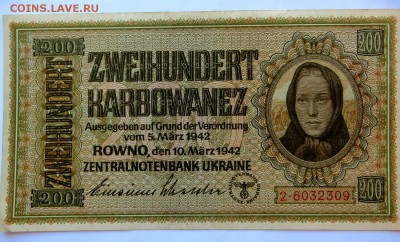 COINS.LAVE.RU
200
200
ZWEIHUNDERT
ZWEIHUNDERT
KARBOWANEZ
Ausgegeben auf Grund der Verordnung
vom 5. März 1942
ROWNO, den 10. März 1942
ZENTRALNOTENBANK UKRAINE
2·6032309
200
200